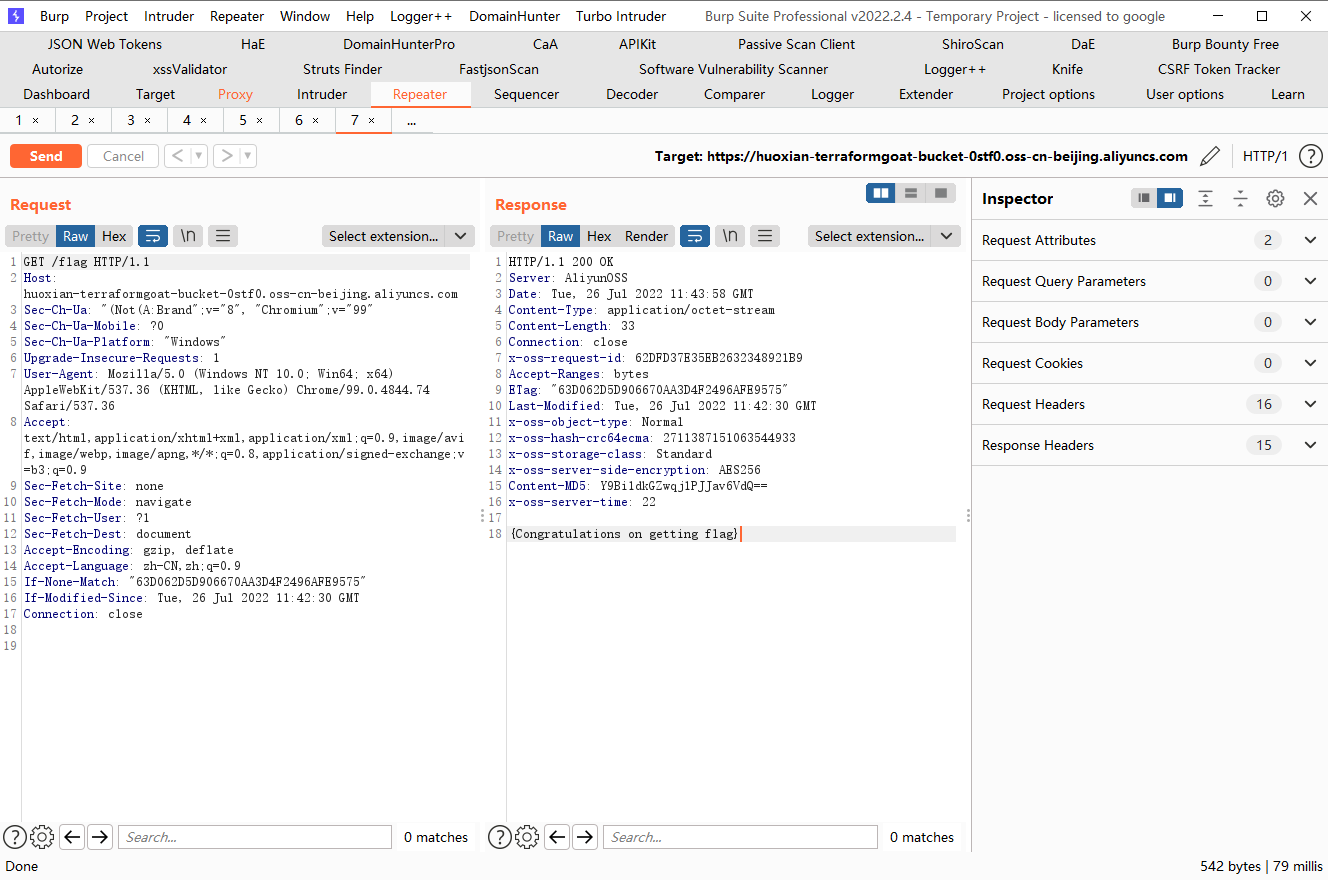 Burp Project Intruder Repeater Window Help Logger++ DomainHunter Turbo Intruder Burp Suite Professional v2022.2.4 - Temporary Project - licensed to google
JSON Web Tokens HaE DomainHunterPro CaA APIKit Passive Scan Client ShiroScan DaE Burp Bounty Free
Autorize xssValidator Struts Finder FastjsonScan Software Vulnerability Scanner Logger++ Knife CSRF Token Tracker
Dashboard Target Proxy Intruder Repeater Sequencer Decoder Comparer Logger Extender Project options User options Learn
1 × 2 × 3 × 4 × 5 × 6 × 7 × ...
Send Cancel < > Target: https://huoxian-terraformgoat-bucket-0stf0.oss-cn-beijing.aliyuncs.com HTTP/1 ?
Request
Pretty Raw Hex \n Select extension...
1 GET /flag HTTP/1.1
2 Host:
huoxian-terraformgoat-bucket-0stf0.oss-cn-beijing.aliyuncs.com
3 Sec-Ch-Ua: "(Not(A:Brand";v="8", "Chromium";v="99"
4 Sec-Ch-Ua-Mobile: ?0
5 Sec-Ch-Ua-Platform: "Windows"
6 Upgrade-Insecure-Requests: 1
7 User-Agent: Mozilla/5.0 (Windows NT 10.0; Win64; x64)
AppleWebKit/537.36 (KHTML, like Gecko) Chrome/99.0.4844.74
Safari/537.36
8 Accept:
text/html,application/xhtml+xml,application/xml;q=0.9,image/avi
f,image/webp,image/apng,*/*;q=0.8,application/signed-exchange;v
=b3;q=0.9
9 Sec-Fetch-Site: none
10 Sec-Fetch-Mode: navigate
11 Sec-Fetch-User: ?1
12 Sec-Fetch-Dest: document
13 Accept-Encoding: gzip, deflate
14 Accept-Language: zh-CN,zh;q=0.9
15 If-None-Match: "63D062D5D906670AA3D4F2496AFE9575"
16 If-Modified-Since: Tue, 26 Jul 2022 11:42:30 GMT
17 Connection: close
18
19
? Search... 0 matches
Response
Pretty Raw Hex Render \n Select extension...
1 HTTP/1.1 200 OK
2 Server: AliyunOSS
3 Date: Tue, 26 Jul 2022 11:43:58 GMT
4 Content-Type: application/octet-stream
5 Content-Length: 33
6 Connection: close
7 x-oss-request-id: 62DFD37E35EB2632348921B9
8 Accept-Ranges: bytes
9 ETag: "63D062D5D906670AA3D4F2496AFE9575"
10 Last-Modified: Tue, 26 Jul 2022 11:42:30 GMT
11 x-oss-object-type: Normal
12 x-oss-hash-crc64ecma: 2711387151063544933
13 x-oss-storage-class: Standard
14 x-oss-server-side-encryption: AES256
15 Content-MD5: Y9Bi1dkGZwqj1PJJav6VdQ==
16 x-oss-server-time: 22
17
18 {Congratulations on getting flag}
? Search... 0 matches
Inspector
Request Attributes 2
Request Query Parameters 0
Request Body Parameters 0
Request Cookies 0
Request Headers 16
Response Headers 15
Done 542 bytes | 79 millis